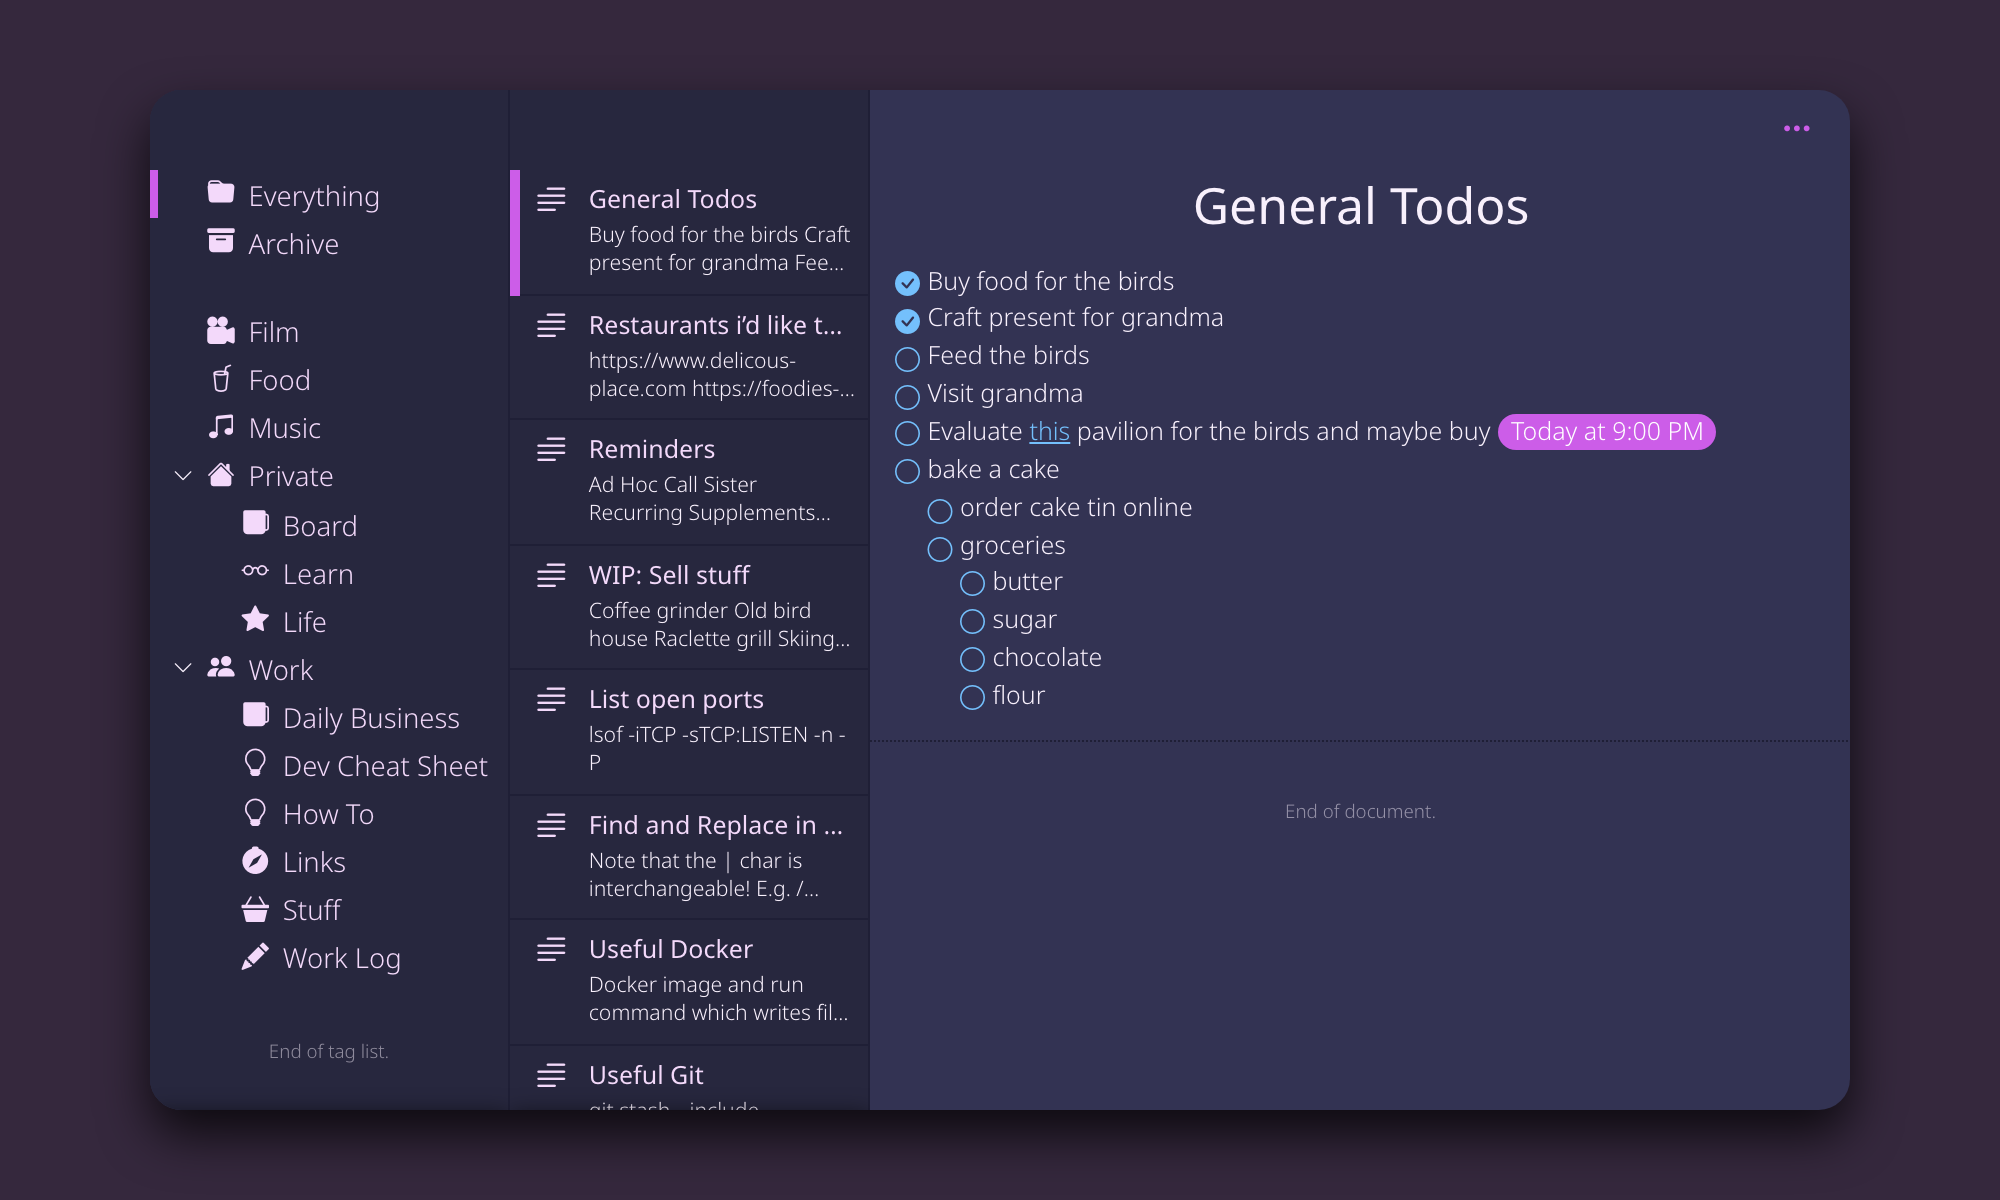 Everything
Archive
Film
Food
Music
Private
Board
Learn
Life
Work
Daily Business
Dev Cheat Sheet
How To
Links
Stuff
Work Log
End of tag list.
General Todos
Buy food for the birds Craft
present for grandma Fee...
Restaurants i’d like t...
https://www.delicous-
place.com https://foodies-...
Reminders
Ad Hoc Call Sister
Recurring Supplements...
WIP: Sell stuff
Coffee grinder Old bird
house Raclette grill Skiing...
List open ports
lsof -iTCP -sTCP:LISTEN -n -
P
Find and Replace in ...
Note that the | char is
interchangeable! E.g. /...
Useful Docker
Docker image and run
command which writes fil...
Useful Git
git stash --include
General Todos
Buy food for the birds
Craft present for grandma
Feed the birds
Visit grandma
Evaluate this pavilion for the birds and maybe buy Today at 9:00 PM
bake a cake
order cake tin online
groceries
butter
sugar
chocolate
flour
End of document.